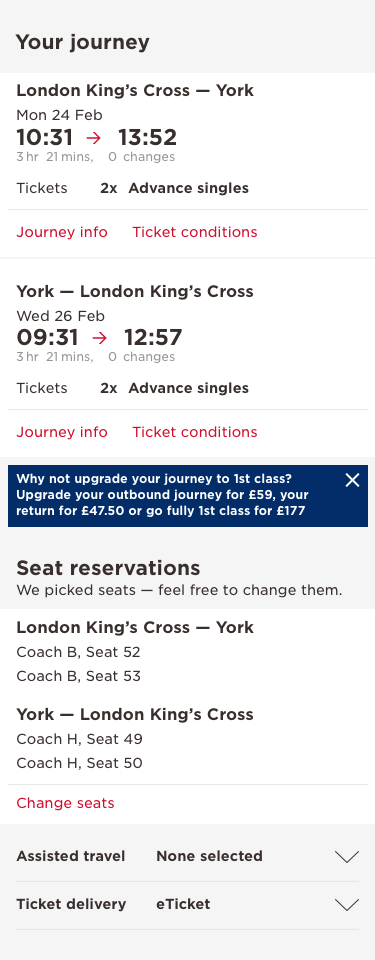 Your journey
London King’s Cross — York
Mon 24 Feb
10:31 → 13:52
3 hr 21 mins, 0 changes
Tickets 2x Advance singles
Journey info Ticket conditions
York — London King’s Cross
Wed 26 Feb
09:31 → 12:57
3 hr 21 mins, 0 changes
Tickets 2x Advance singles
Journey info Ticket conditions
Why not upgrade your journey to 1st class?
Upgrade your outbound journey for £59, your
return for £47.50 or go fully 1st class for £177
Seat reservations
We picked seats — feel free to change them.
London King’s Cross — York
Coach B, Seat 52
Coach B, Seat 53
York — London King’s Cross
Coach H, Seat 49
Coach H, Seat 50
Change seats
Assisted travel None selected
Ticket delivery eTicket